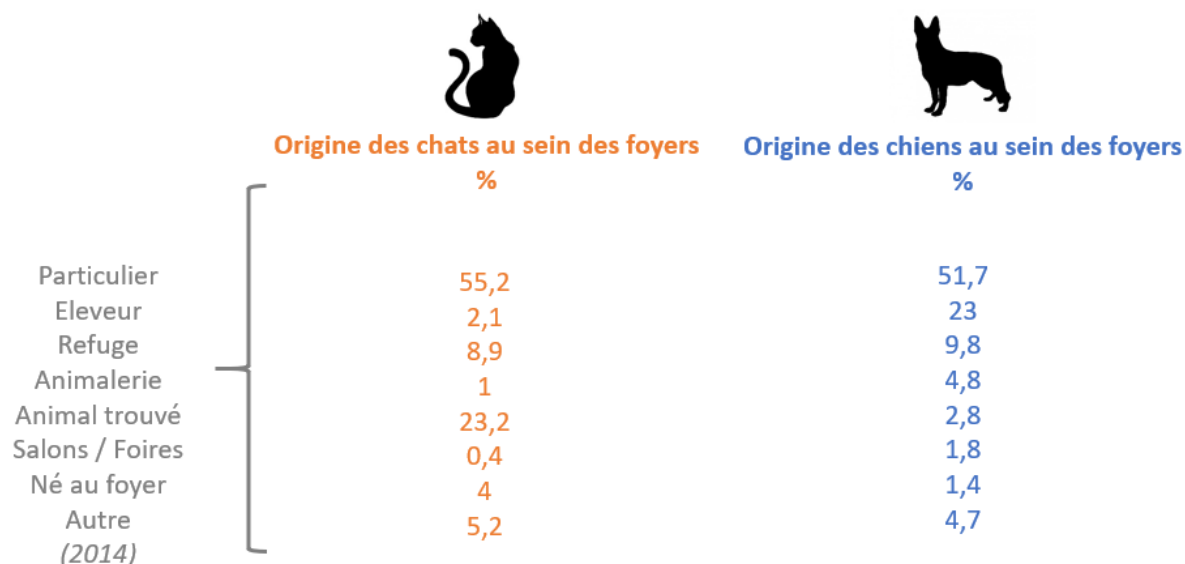 Origine des chats au sein des foyers
%
Origine des chiens au sein des foyers
%
Particulier 55,2 51,7
Eleveur 2,1 23
Refuge 8,9 9,8
Animalerie 1 4,8
Animal trouvé 23,2 2,8
Salons / Foires 0,4 1,8
Né au foyer 4 1,4
Autre 5,2 4,7
(2014)